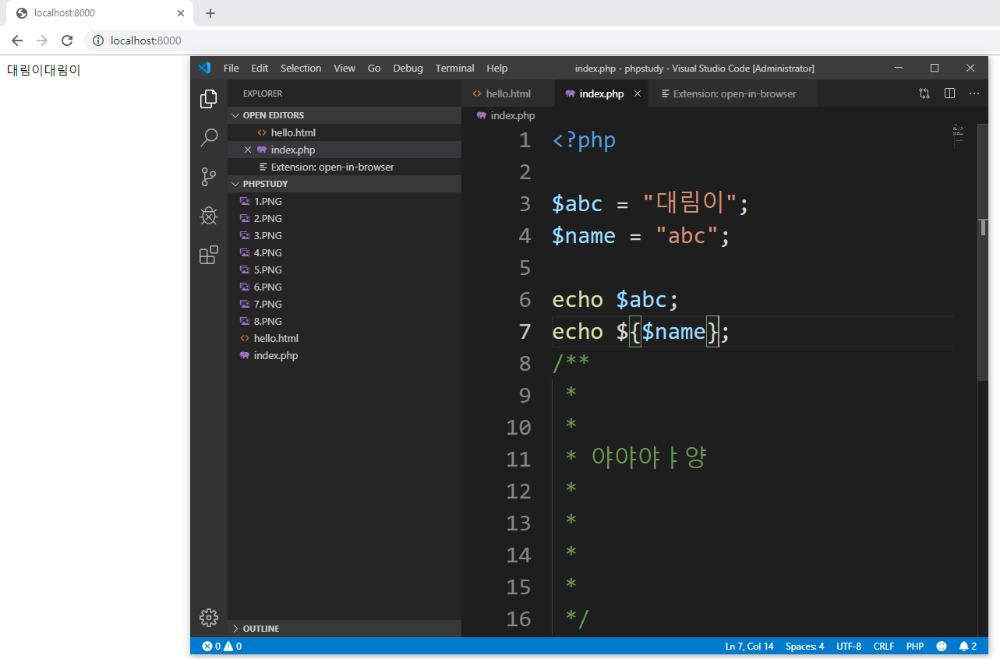 localhost:8000
localhost:8000
대림이대림이
File Edit Selection View Go Debug Terminal Help
index.php - phpstudy - Visual Studio Code [Administrator]
EXPLORER
OPEN EDITORS
hello.html
index.php
Extension: open-in-browser
PHPSTUDY
1.PNG
2.PNG
3.PNG
4.PNG
5.PNG
6.PNG
7.PNG
8.PNG
hello.html
index.php
OUTLINE
hello.html index.php Extension: open-in-browser
index.php
1 <?php
2
3 $abc = "대림이";
4 $name = "abc";
5
6 echo $abc;
7 echo ${$name};
8 /**
9 *
10 *
11 * 야야야ㅑ양
12 *
13 *
14 *
15 *
16 */
0 0 Ln 7, Col 14 Spaces: 4 UTF-8 CRLF PHP 2